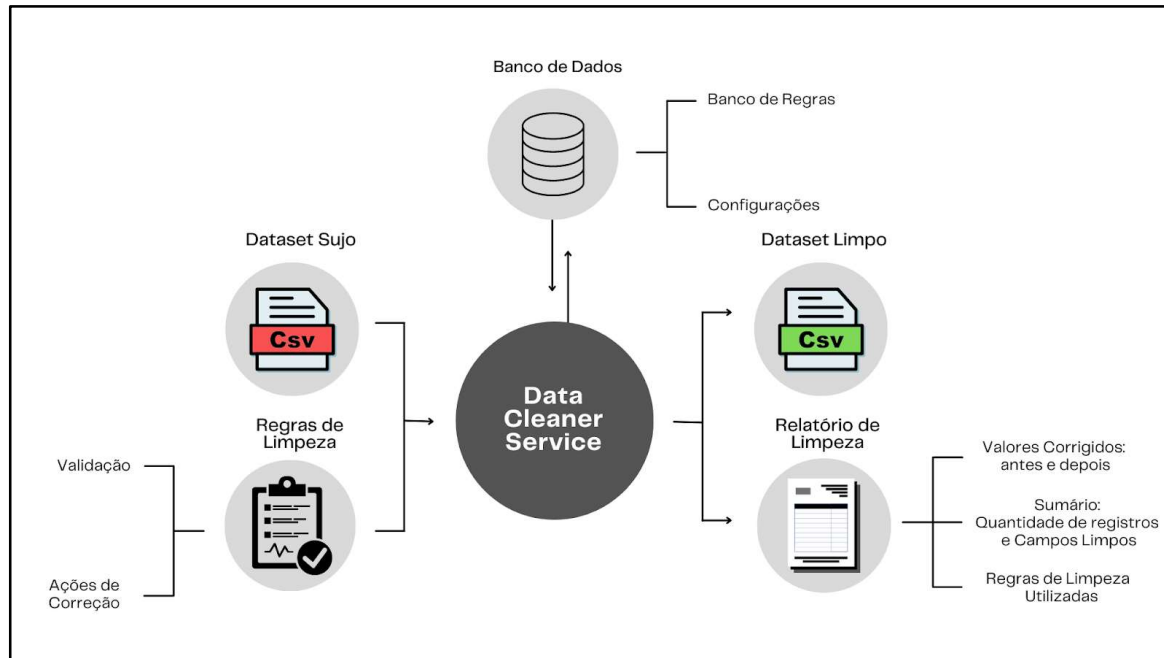 Banco de Dados
Banco de Regras
Configurações
Dataset Sujo
Csv
Regras de
Limpeza
Validação
Ações de
Correção
Data
Cleaner
Service
Dataset Limpo
Csv
Relatório de
Limpeza
Valores Corrigidos:
antes e depois
Sumário:
Quantidade de registros
e Campos Limpos
Regras de Limpeza
Utilizadas